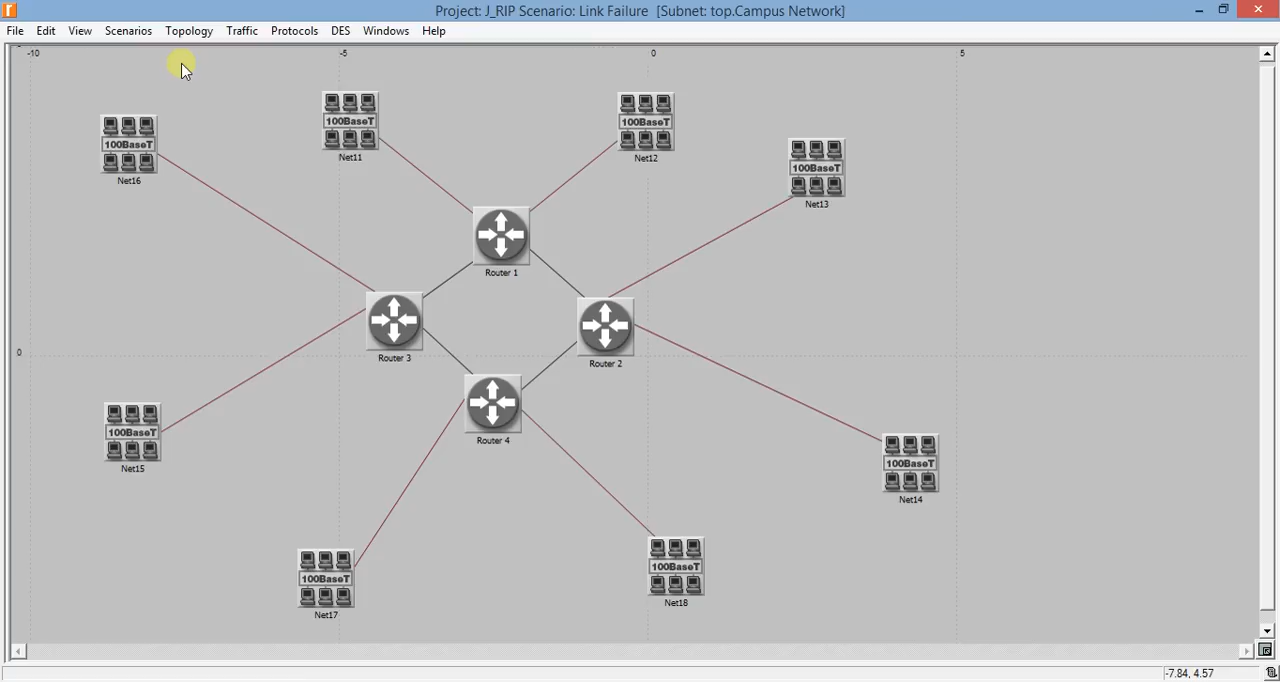 Project: J_RIP Scenario: Link Failure [Subnet: top.Campus Network]
File Edit View Scenarios Topology Traffic Protocols DES Windows Help
-10 -5 0 5
100BaseT
Net16
100BaseT
Net11
100BaseT
Net12
100BaseT
Net13
Router 1
Router 3
Router 2
0
Router 4
100BaseT
Net15
100BaseT
Net14
100BaseT
Net17
100BaseT
Net18
-7.84, 4.57